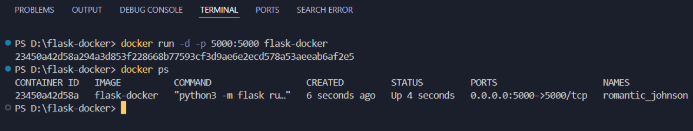 PROBLEMS OUTPUT DEBUG CONSOLE TERMINAL PORTS SEARCH ERROR
PS D:\flask-docker> docker run -d -p 5000:5000 flask-docker
23450a42d58a294a3d853f228668b77593cf3d9ae6e2ecd578a53aeeab6af2e5
PS D:\flask-docker> docker ps
CONTAINER ID IMAGE COMMAND CREATED STATUS PORTS NAMES
23450a42d58a flask-docker "python3 -m flask ru…" 6 seconds ago Up 4 seconds 0.0.0.0:5000->5000/tcp romantic_johnson
PS D:\flask-docker>